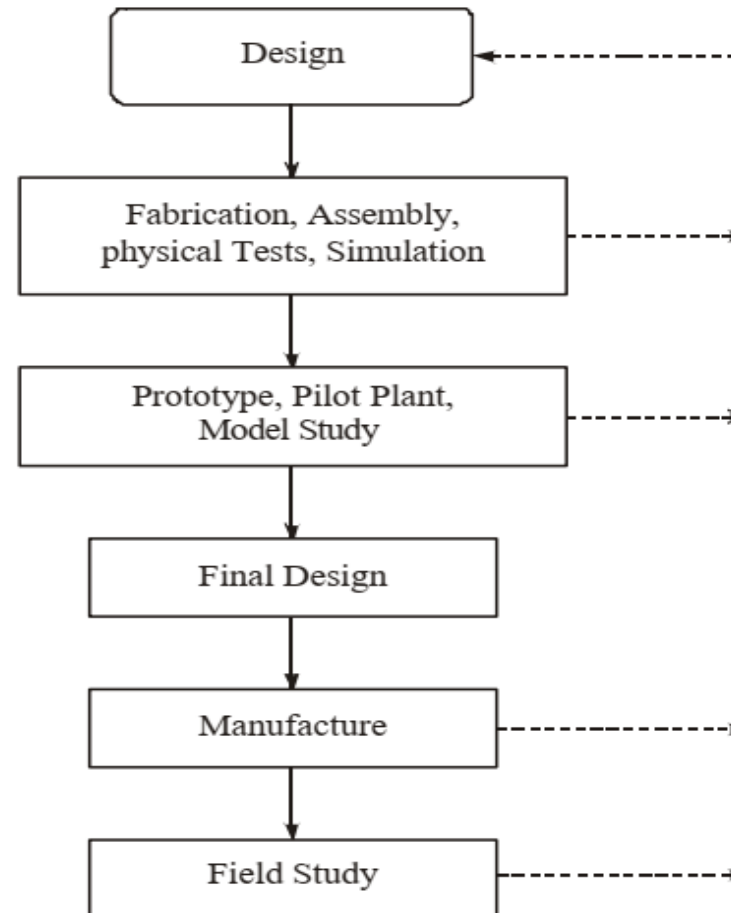 Design
Fabrication, Assembly,
physical Tests, Simulation
Prototype, Pilot Plant,
Model Study
Final Design
Manufacture
Field Study